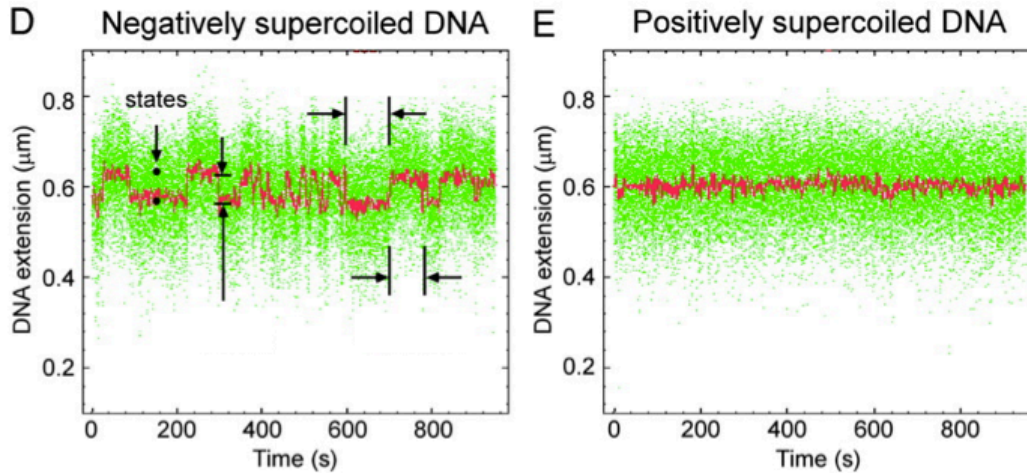 D Negatively supercoiled DNA
states
DNA extension (μm)
0.8
0.6
0.4
0.2
0 200 400 600 800
Time (s)
E Positively supercoiled DNA
DNA extension (μm)
0.8
0.6
0.4
0.2
0 200 400 600 800
Time (s)